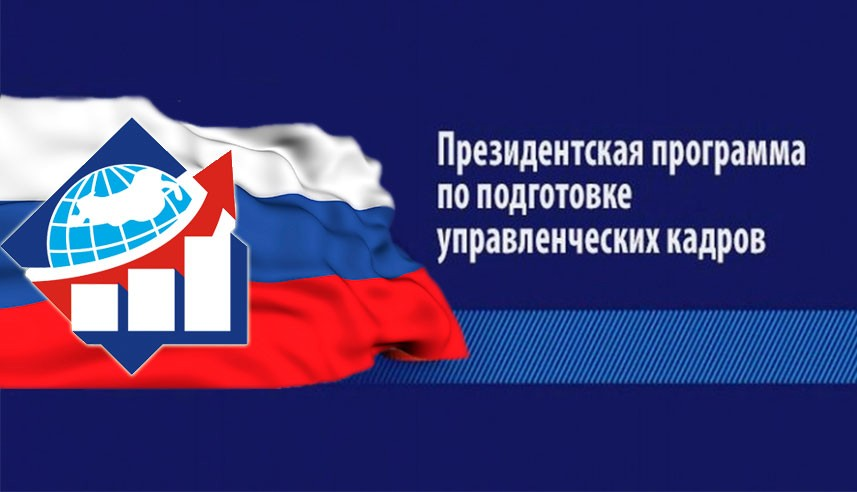 Президентская программа
по подготовке
управленческих кадров